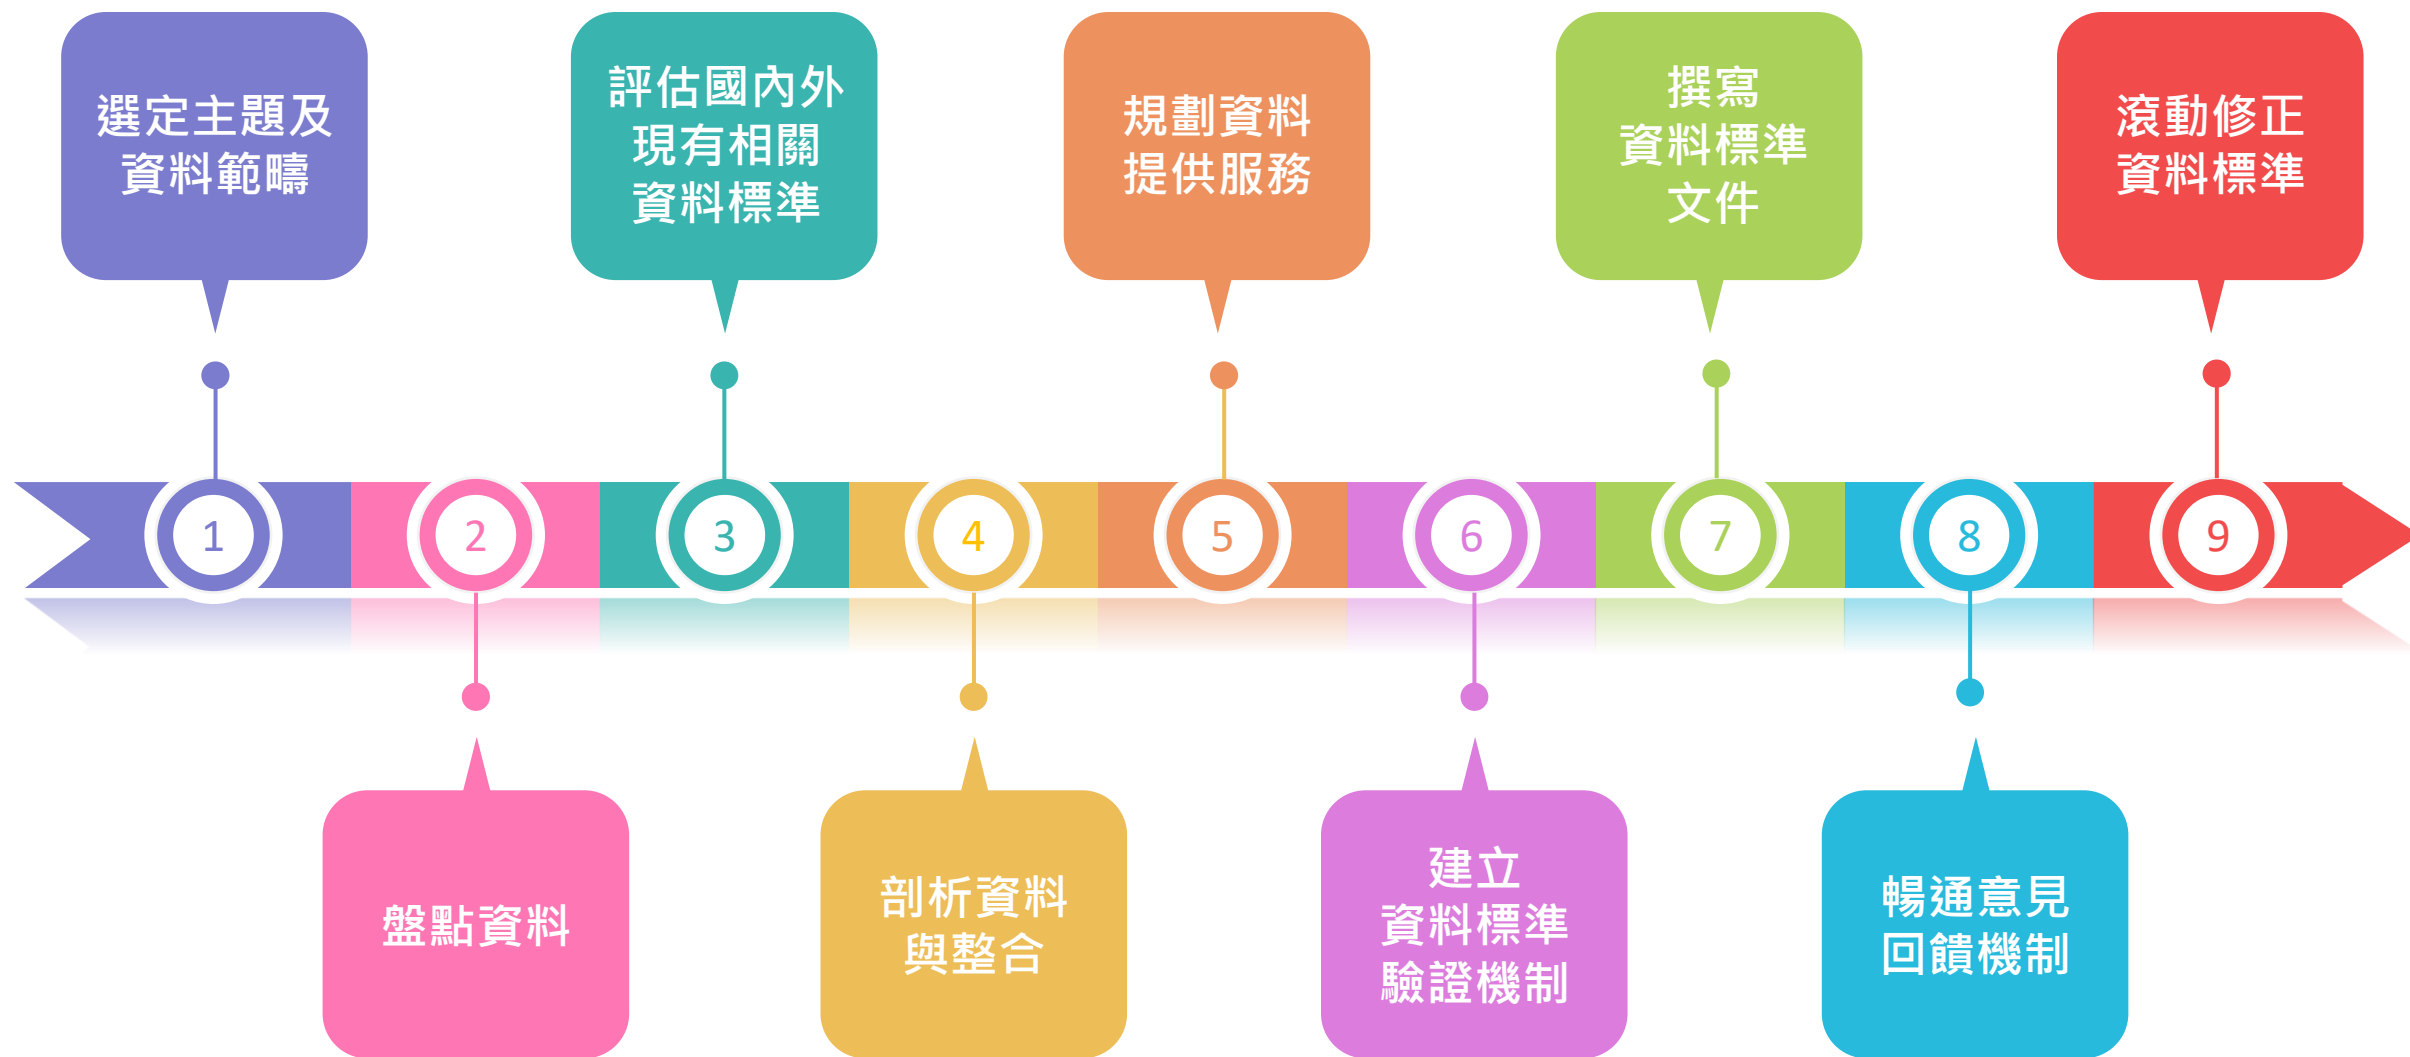 選定主題及
資料範疇
評估國內外
現有相關
資料標準
規劃資料
提供服務
撰寫
資料標準
文件
滾動修正
資料標準
1
2
3
4
5
6
7
8
9
盤點資料
剖析資料
與整合
建立
資料標準
驗證機制
暢通意見
回饋機制